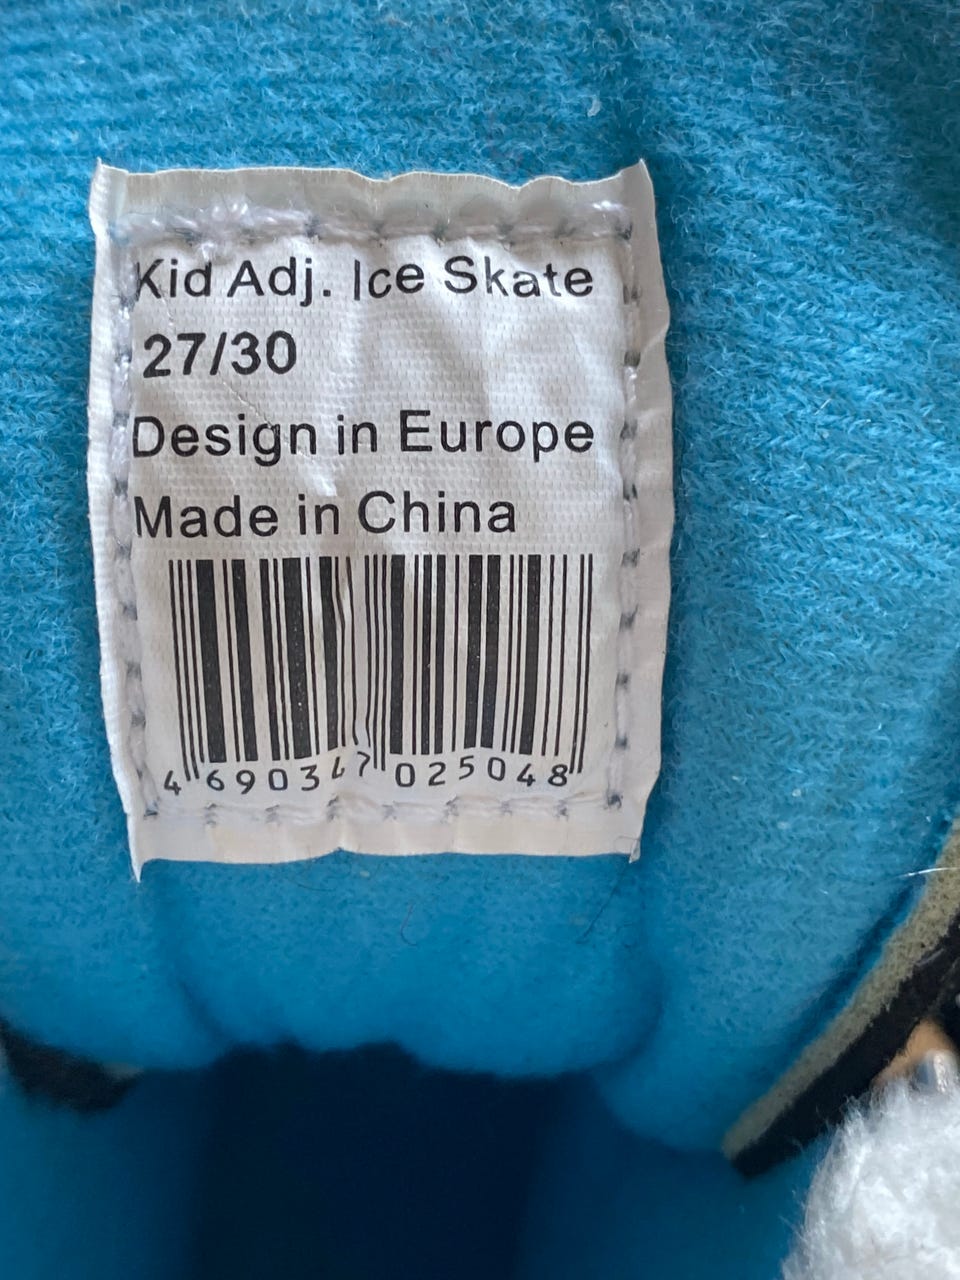 Kid Adj. Ice Skate
27/30
Design in Europe
Made in China
4 690347 025048